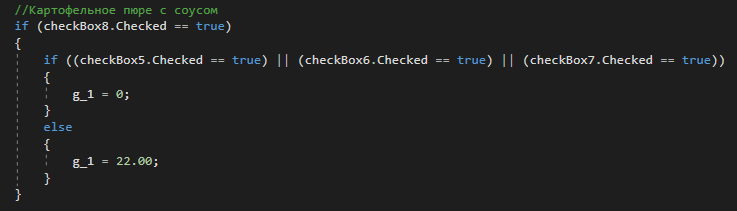 //Картофельное пюре с соусом
if (checkBox8.Checked == true)
{
if ((checkBox5.Checked == true) || (checkBox6.Checked == true) || (checkBox7.Checked == true))
{
g_1 = 0;
}
else
{
g_1 = 22.00;
}
}